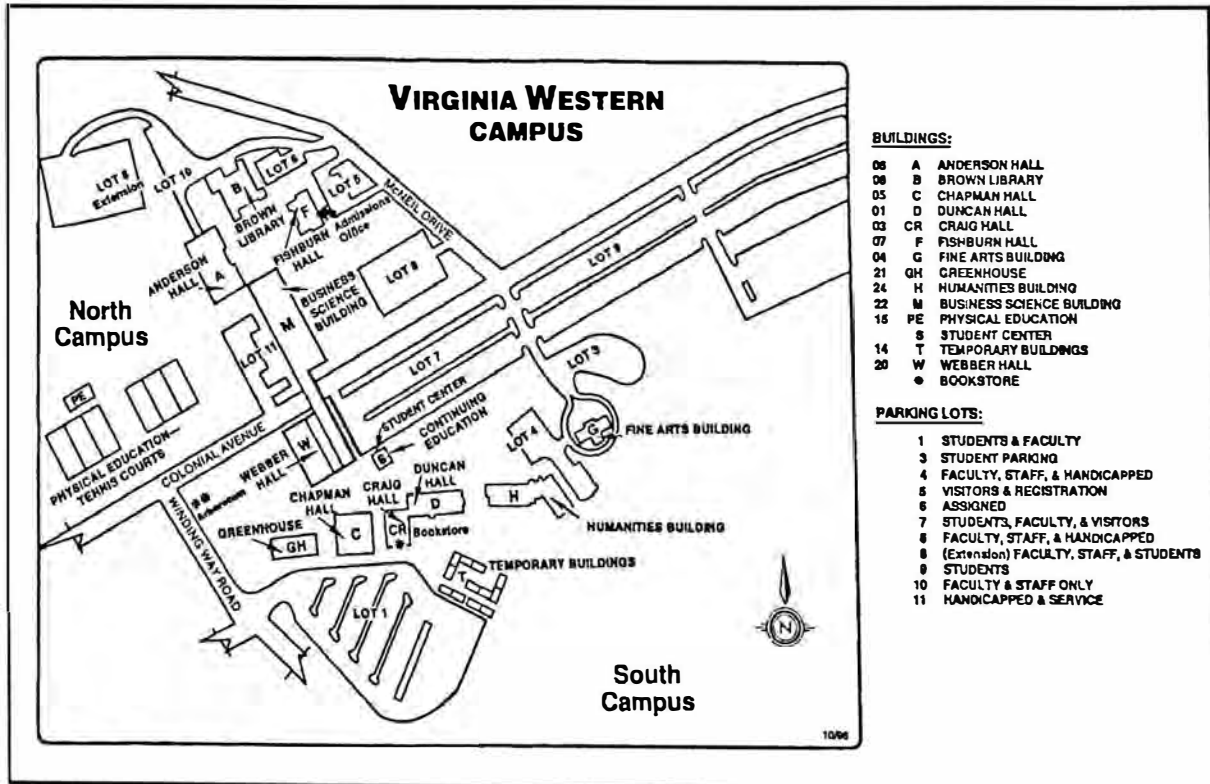 VIRGINIA WESTERN
CAMPUS
LOT 8
Extension
LOT 10
B
LOT 6
BROWN
LIBRARY
F
LOT 5
FISHBURN
HALL
Admissions
Office
McNEIL DRIVE
ANDERSON
HALL
A
BUSINESS
SCIENCE
BUILDING
LOT 8
LOT 9
North
Campus
M
LOT 11
LOT 7
LOT 3
PE
PHYSICAL EDUCATION—
TENNIS COURTS
COLONIAL AVENUE
STUDENT CENTER
CONTINUING
EDUCATION
S
LOT 4
G
FINE ARTS BUILDING
WEBBER
HALL
W
Arboretum
WINDING WAY ROAD
CHAPMAN
HALL
CRAIG
HALL
DUNCAN
HALL
D
GREENHOUSE
GH
C
CR
Bookstore
H
HUMANITIES BUILDING
TEMPORARY BUILDINGS
T
LOT 1
N
South
Campus
10/96
BUILDINGS:
A ANDERSON HALL
B BROWN LIBRARY
05 C CHAPMAN HALL
01 D DUNCAN HALL
03 CR CRAIG HALL
07 F FISHBURN HALL
04 G FINE ARTS BUILDING
21 GH GREENHOUSE
24 H HUMANITIES BUILDING
22 M BUSINESS SCIENCE BUILDING
PE PHYSICAL EDUCATION
S STUDENT CENTER
14 T TEMPORARY BUILDINGS
20 W WEBBER HALL
BOOKSTORE
PARKING LOTS:
1 STUDENTS & FACULTY
3 STUDENT PARKING
4 FACULTY, STAFF, & HANDICAPPED
5 VISITORS & REGISTRATION
6 ASSIGNED
7 STUDENTS, FACULTY, & VISITORS
8 FACULTY, STAFF, & HANDICAPPED
8 (Extension) FACULTY, STAFF, & STUDENTS
9 STUDENTS
10 FACULTY & STAFF ONLY
11 HANDICAPPED & SERVICE